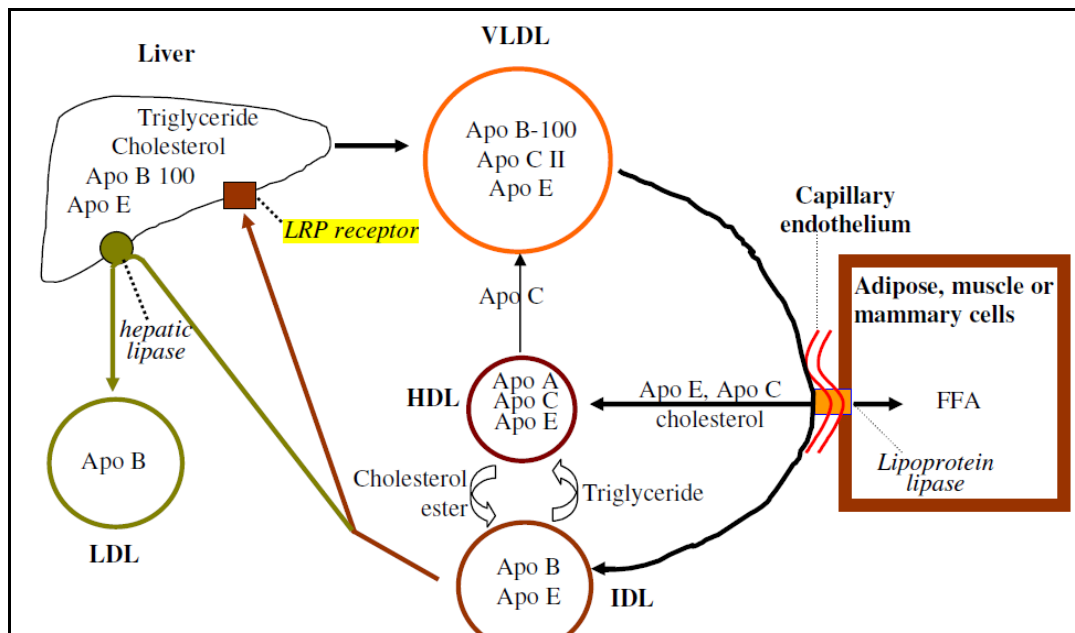 VLDL
Liver
Triglyceride
Cholesterol
Apo B 100
Apo E
LRP receptor
hepatic
lipase
Apo B-100
Apo C II
Apo E
Capillary
endothelium
Adipose, muscle or
mammary cells
Apo C
HDL
Apo A
Apo C
Apo E
Apo E, Apo C
cholesterol
FFA
Lipoprotein
lipase
Apo B
LDL
Cholesterol
ester
Triglyceride
Apo B
Apo E
IDL